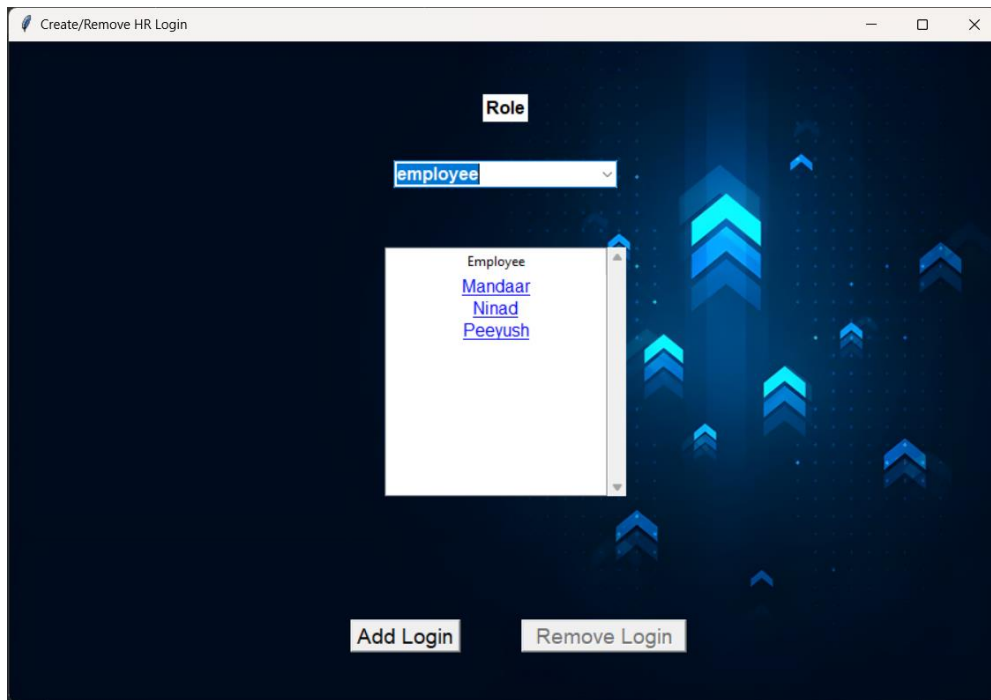 Create/Remove HR Login
Role
employee
Employee
Mandaar
Ninad
Peeyush
Add Login
Remove Login